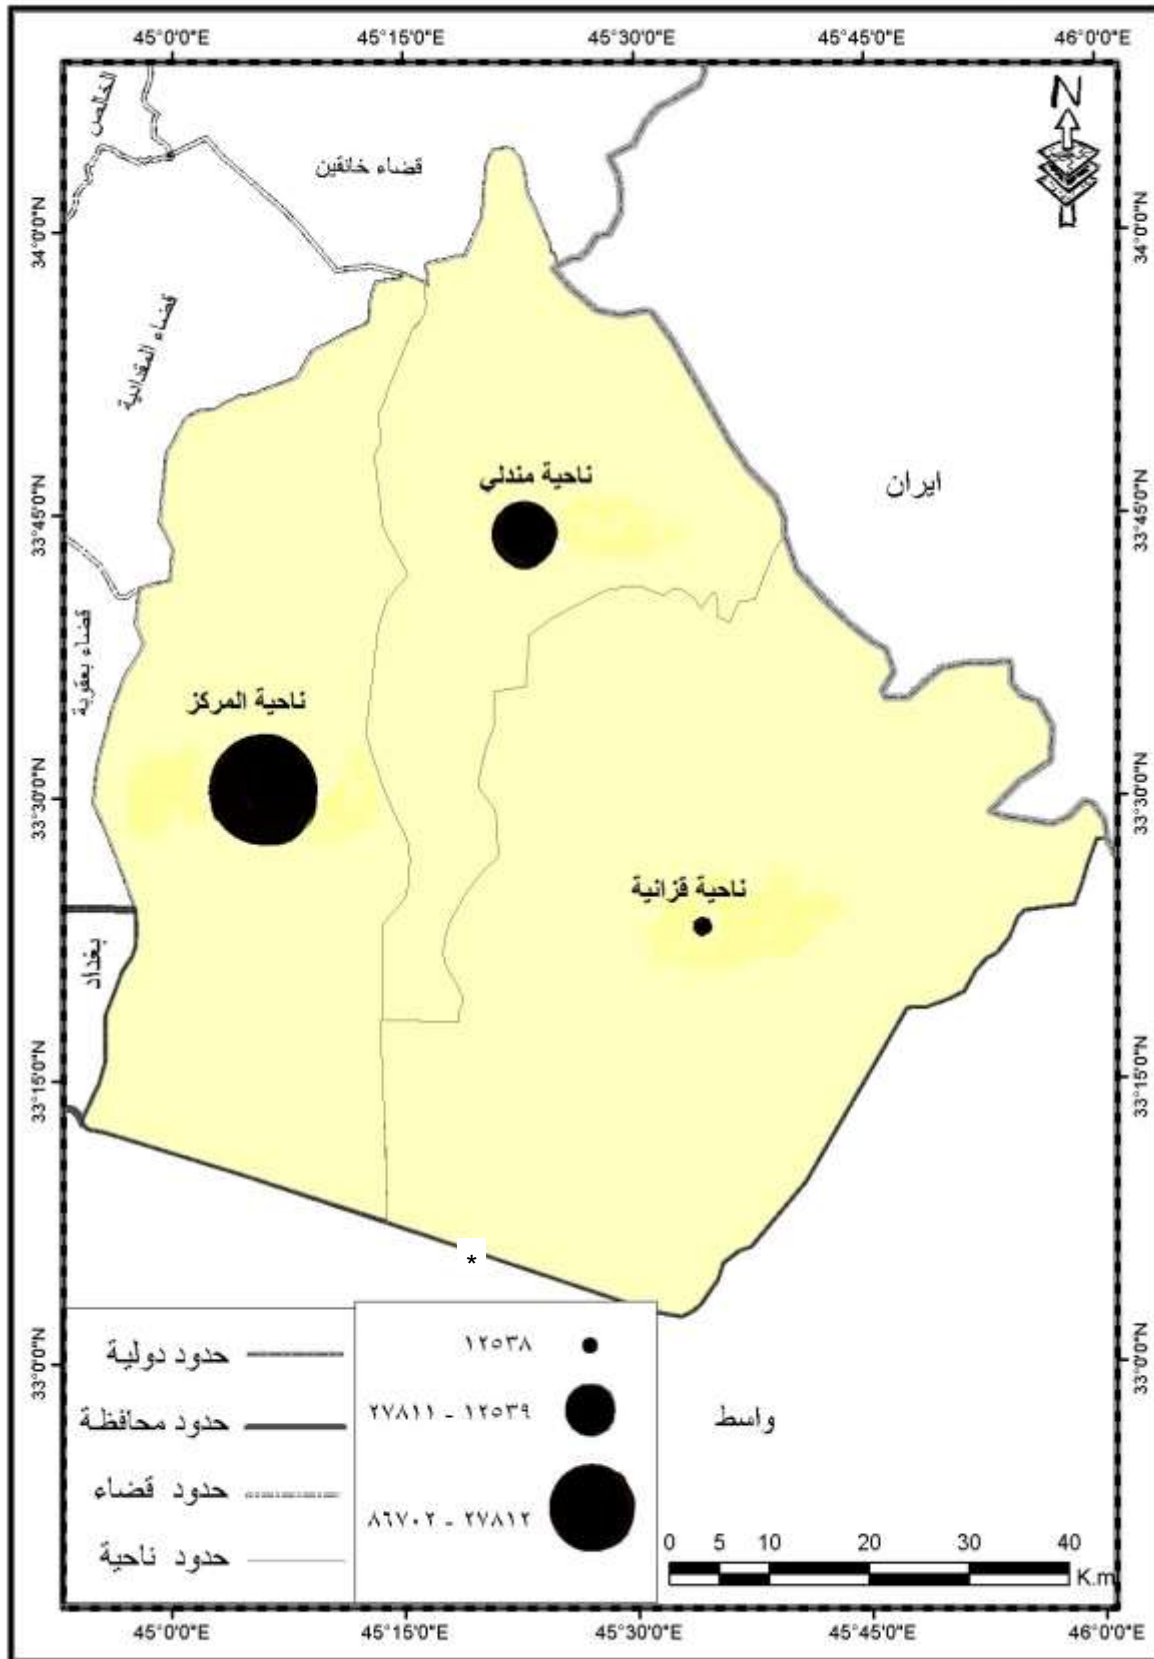 45°0'0"E
45°15'0"E
45°30'0"E
45°45'0"E
46°0'0"E
N
الخالص
قضاء خانقين
34°0'0"N
34°0'0"N
قضاء المقدادية
ناحية مندلي
ايران
33°45'0"N
33°45'0"N
قضاء بعقوبة
ناحية المركز
33°30'0"N
33°30'0"N
ناحية قزانية
بغداد
33°15'0"N
33°15'0"N
*
33°0'0"N
33°0'0"N
حدود دولية
حدود محافظة
حدود قضاء
حدود ناحية
١٢٥٣٨
١٢٥٣٩ - ٢٧٨١١
٢٧٨١٢ - ٨٦٧٠٢
واسط
0 5 10 20 30 40
K.m
45°0'0"E
45°15'0"E
45°30'0"E
45°45'0"E
46°0'0"E